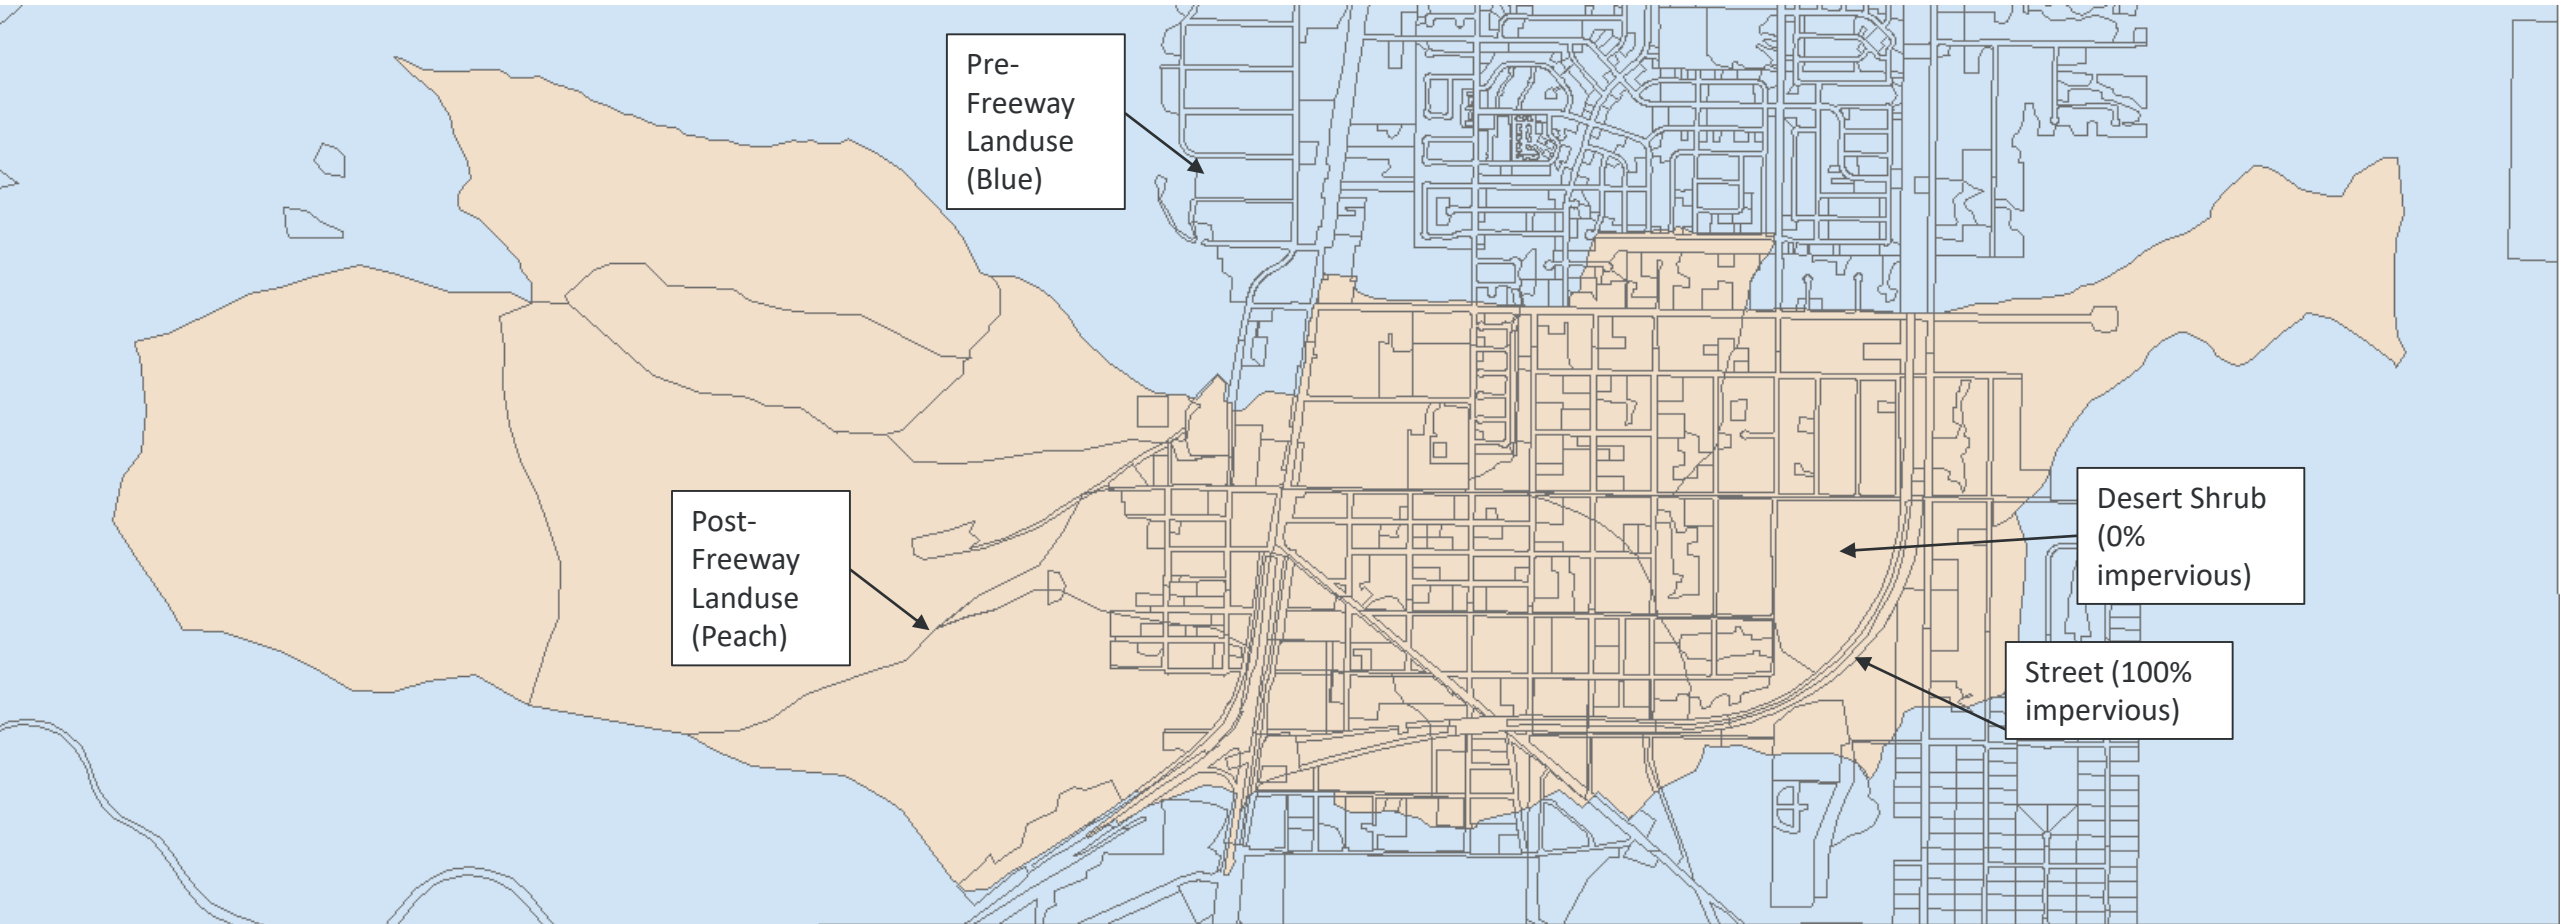 Pre-
Freeway
Landuse
(Blue)
Post-
Freeway
Landuse
(Peach)
Desert Shrub
(0%
impervious)
Street (100%
impervious)